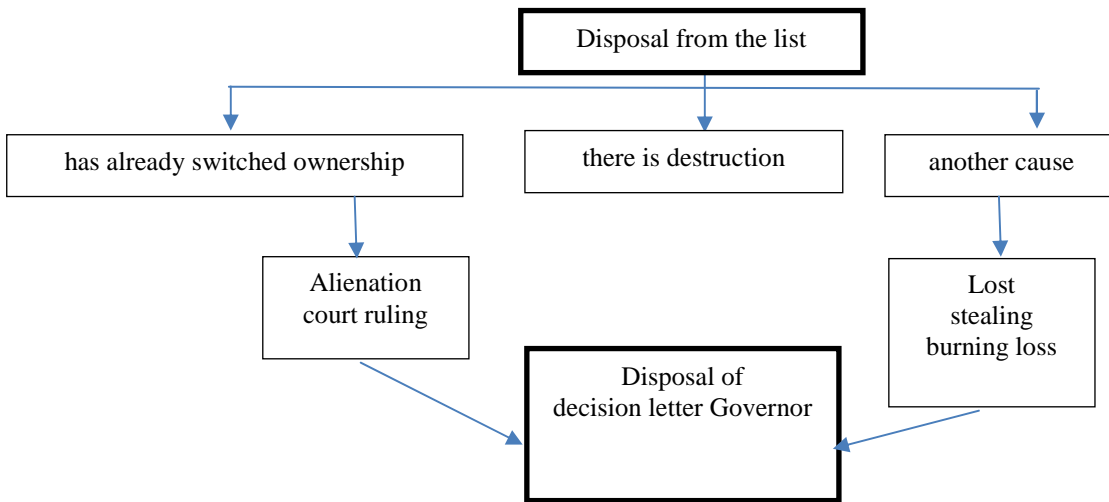 Disposal from the list
has already switched ownership
there is destruction
another cause
Alienation
court ruling
Lost
stealing
burning loss
Disposal of
decision letter Governor